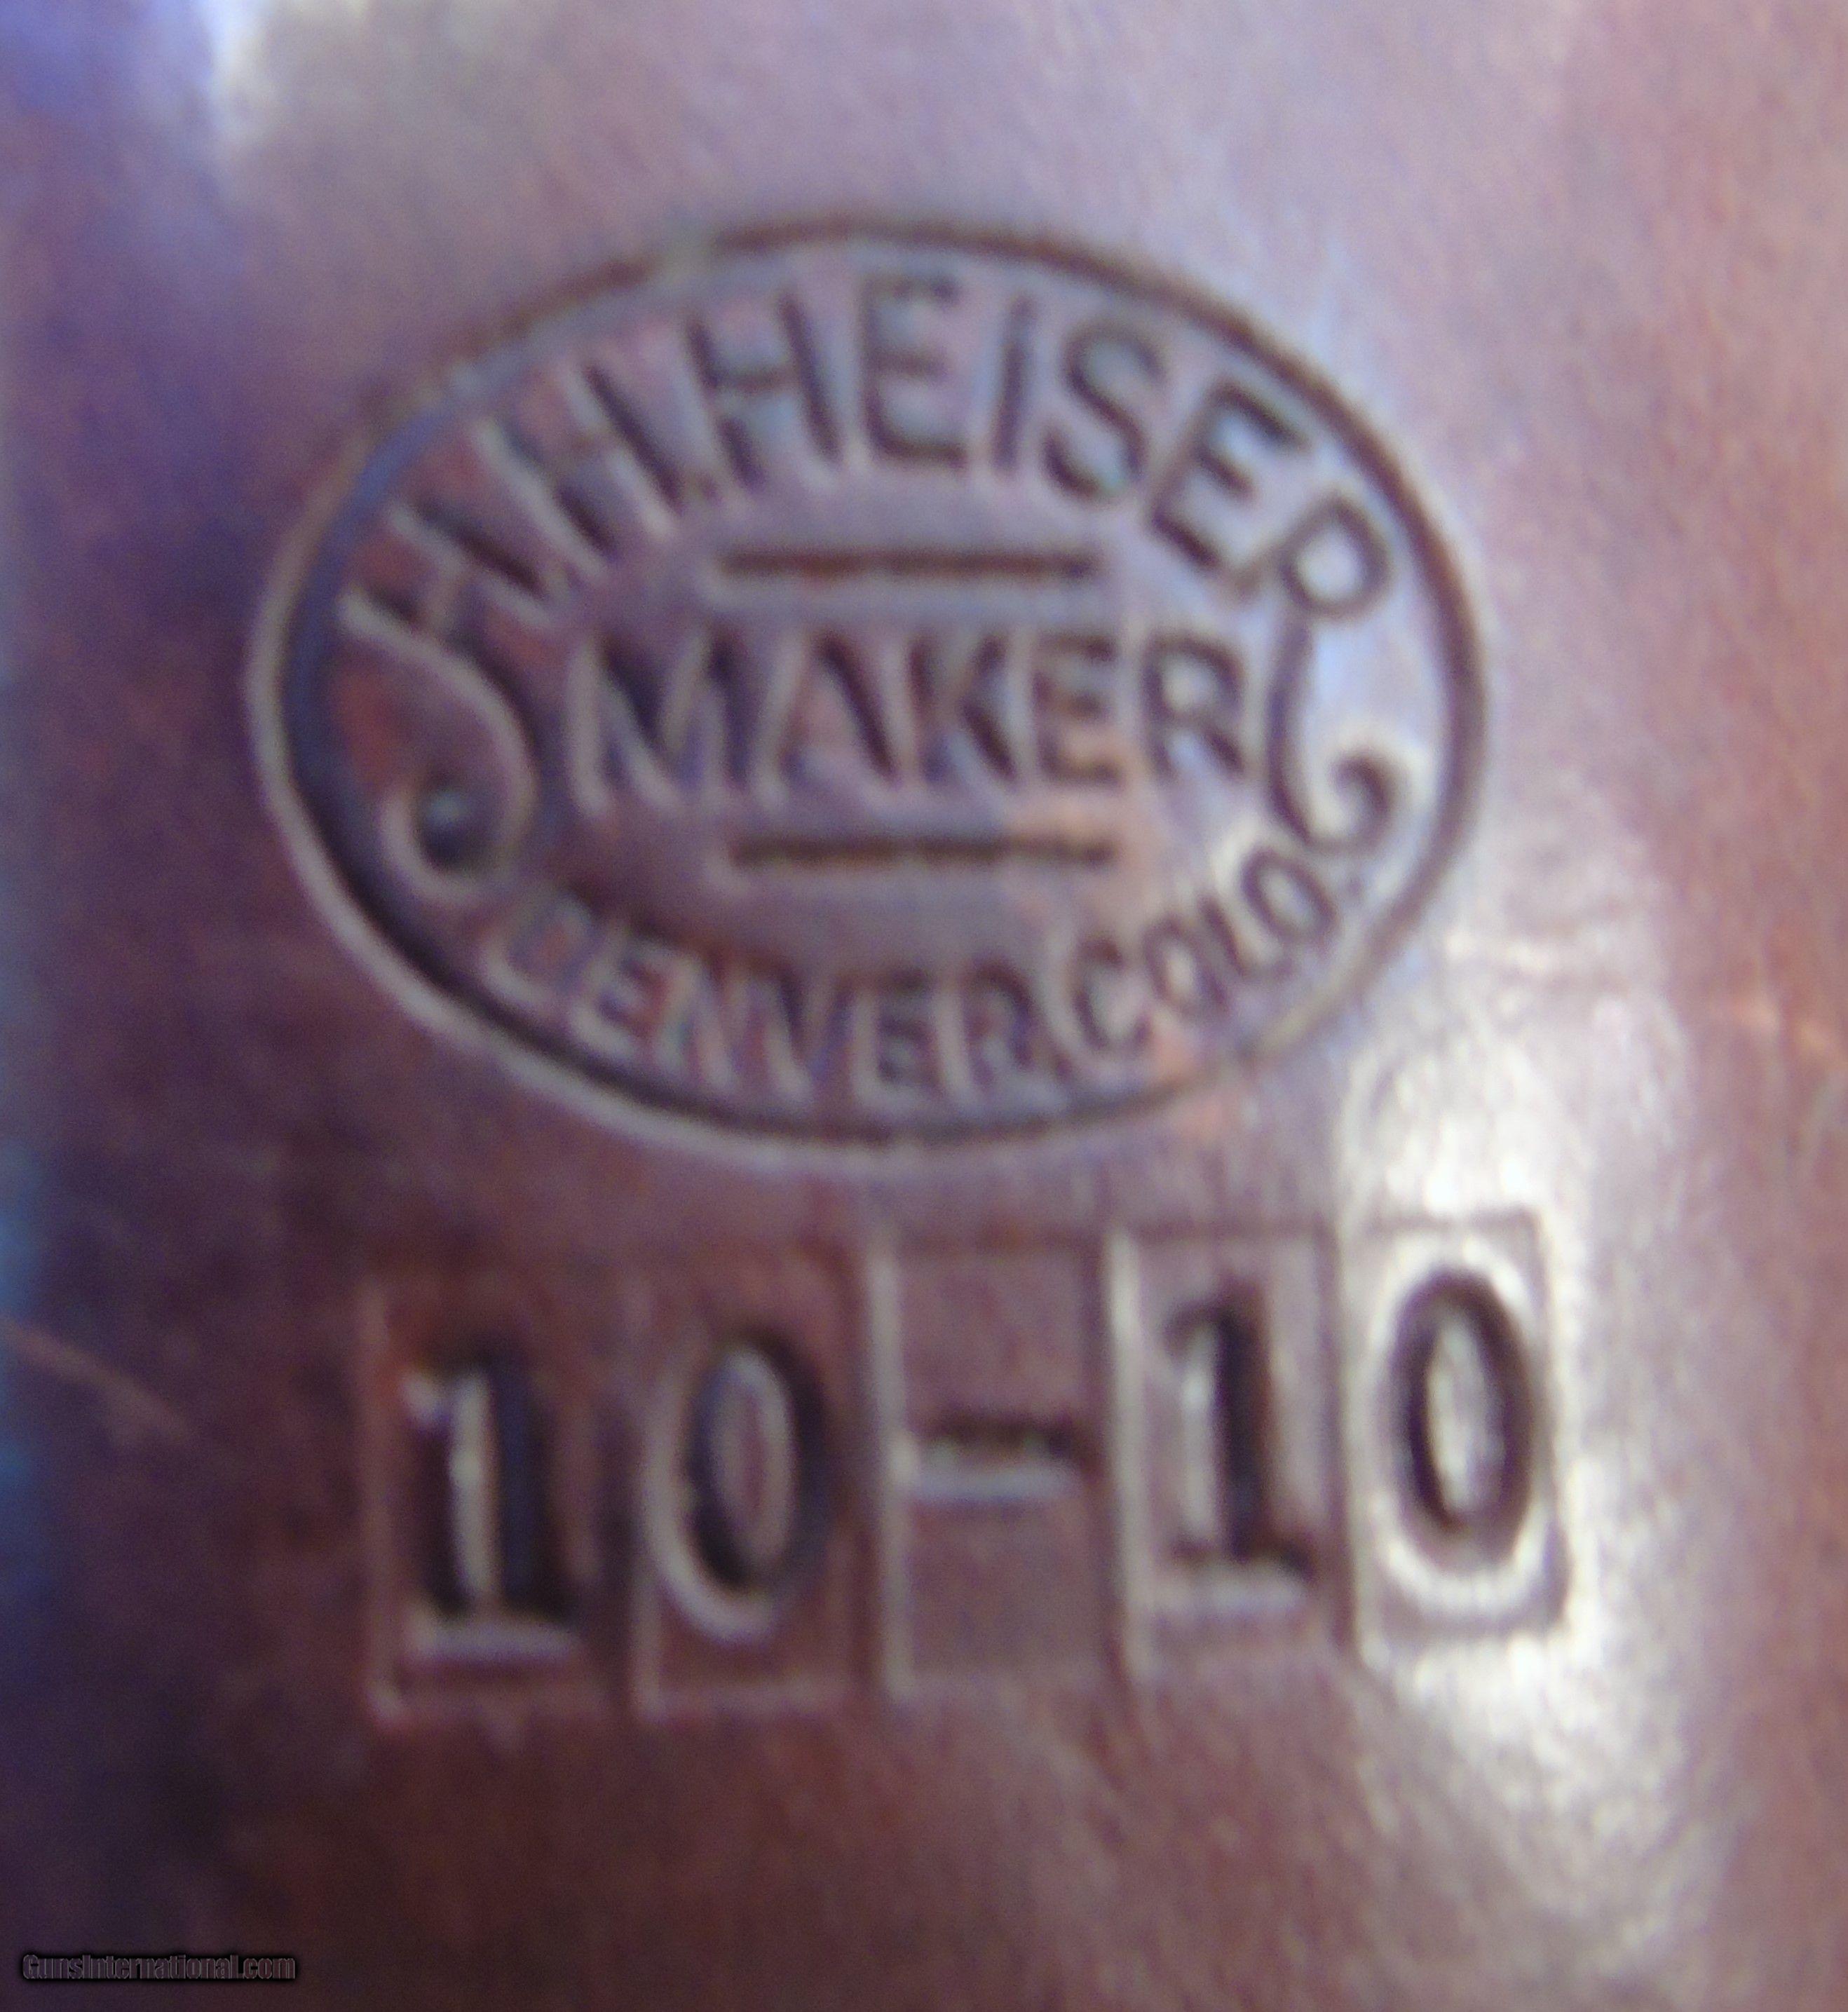 H.H.HEISER
MAKER
DENVER, COLO.
10-10
GunsInternational.com